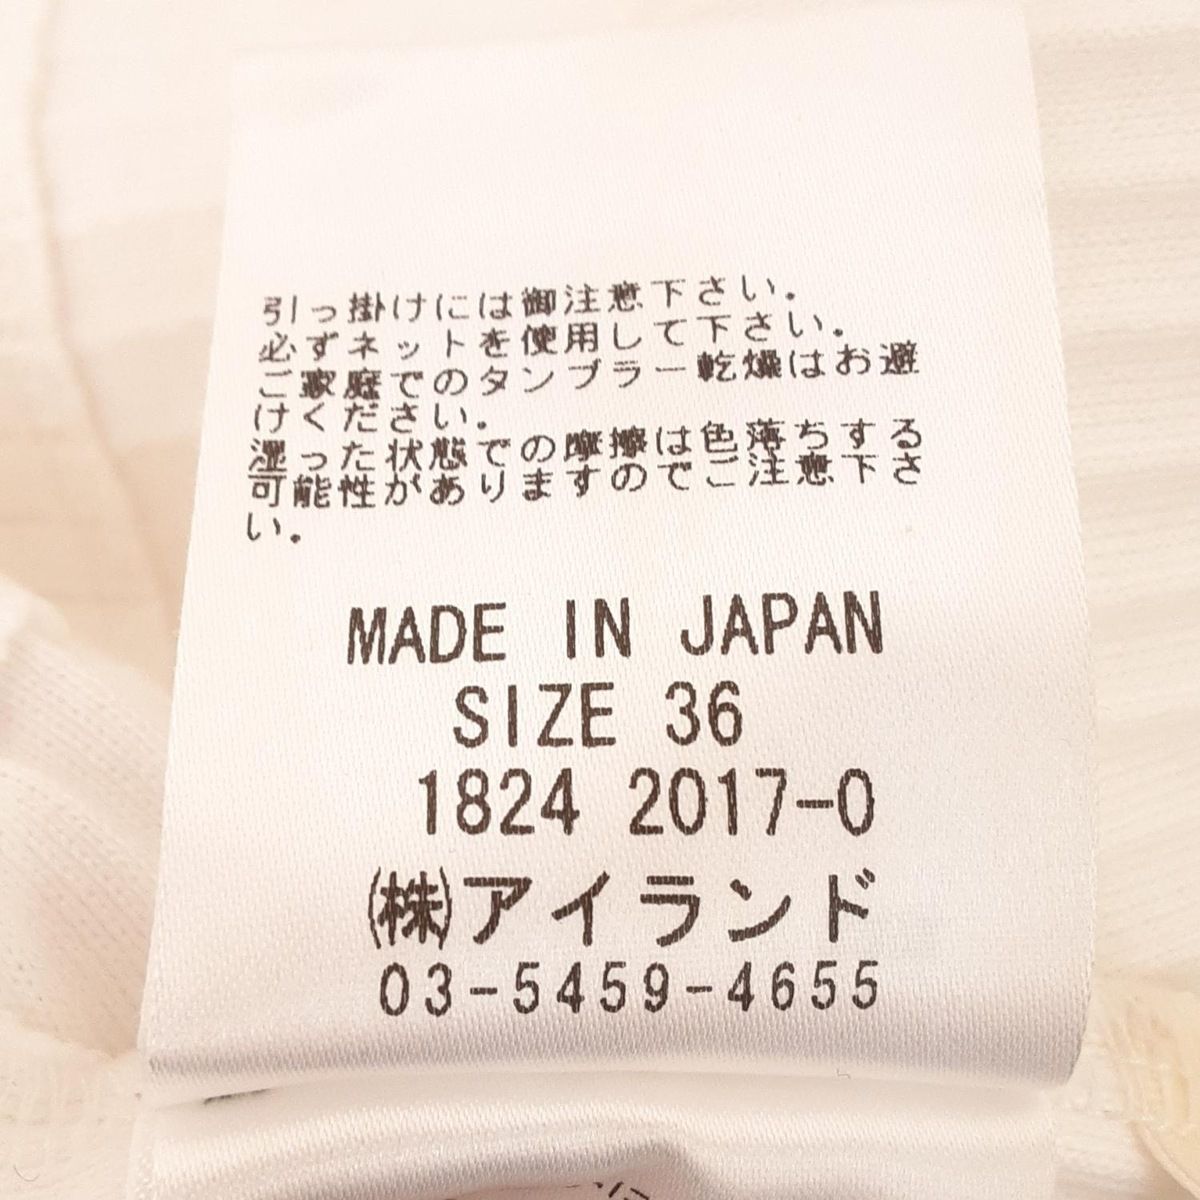 引っ掛けには御注意下さい。
必ずネットを使用して下さい。
ご家庭でのタンブラー乾燥はお避
けください。
湿った状態での摩擦は色落ちする
可能性がありますのでご注意下さ
い。
MADE IN JAPAN
SIZE 36
1824 2017-0
㈱アイランド
03-5459-4655